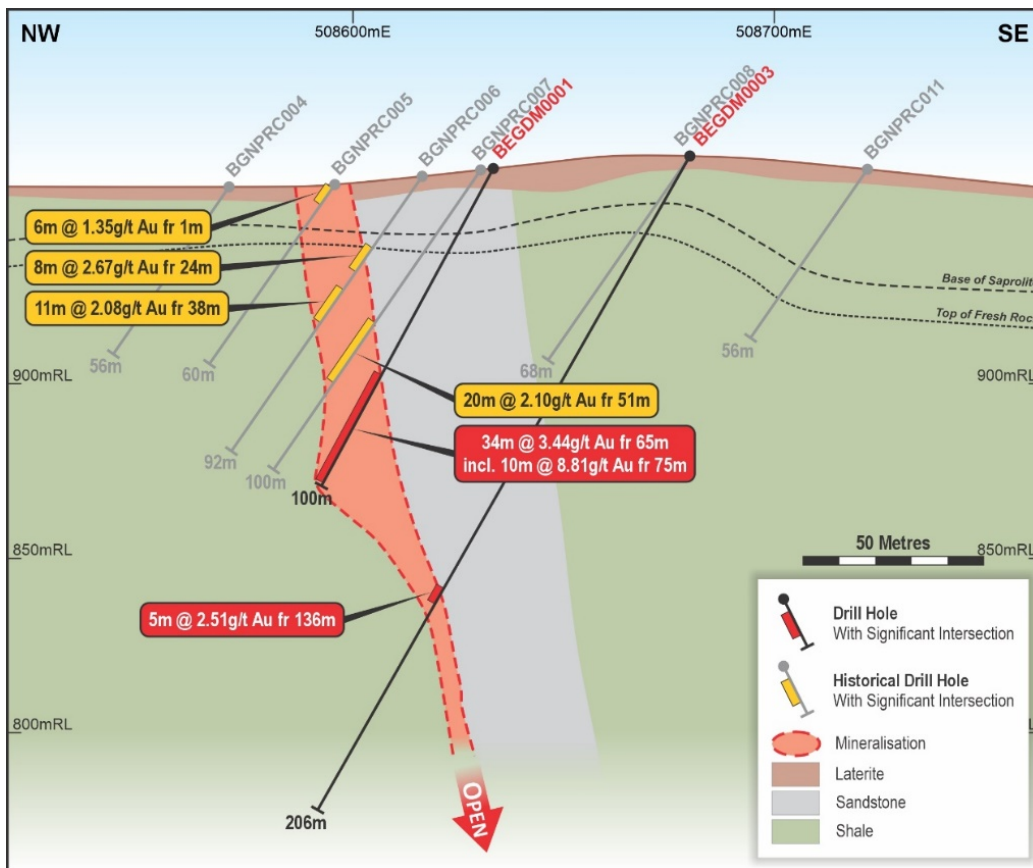 NW
508600mE
508700mE
SE
BGNPRC004
BGNPRC005
BGNPRC006
BGNPRC007
BEGDM0001
BGNPRC008
BEGDM0003
BGNPRC011
6m @ 1.35g/t Au fr 1m
8m @ 2.67g/t Au fr 24m
11m @ 2.08g/t Au fr 38m
Base of Saprolite
Top of Fresh Rock
56m
60m
68m
56m
900mRL
900mRL
20m @ 2.10g/t Au fr 51m
34m @ 3.44g/t Au fr 65m
incl. 10m @ 8.81g/t Au fr 75m
92m
100m
100m
850mRL
850mRL
50 Metres
5m @ 2.51g/t Au fr 136m
800mRL
206m
OPEN
Drill Hole
With Significant Intersection
Historical Drill Hole
With Significant Intersection
Mineralisation
Laterite
Sandstone
Shale